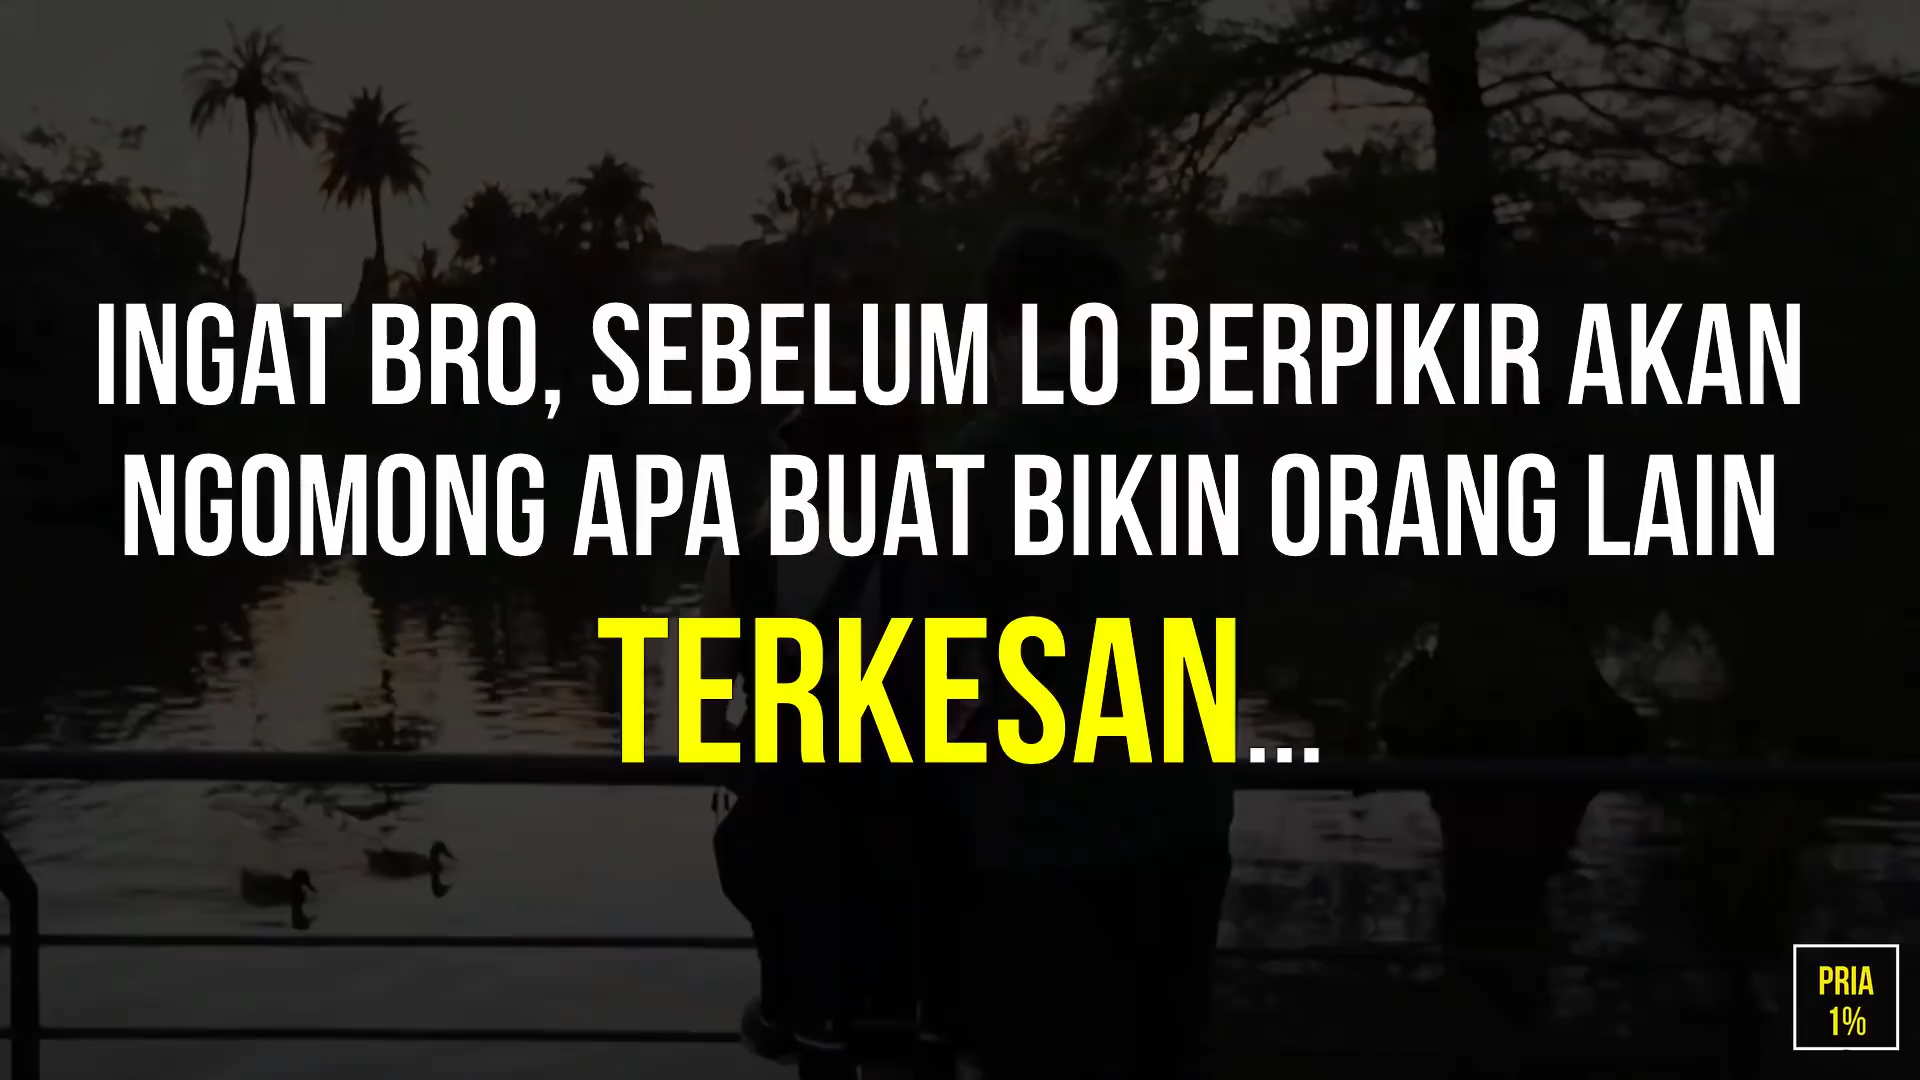 INGAT BRO, SEBELUM LO BERPIKIR AKAN
NGOMONG APA BUAT BIKIN ORANG LAIN
TERKESAN...
PRIA
1%